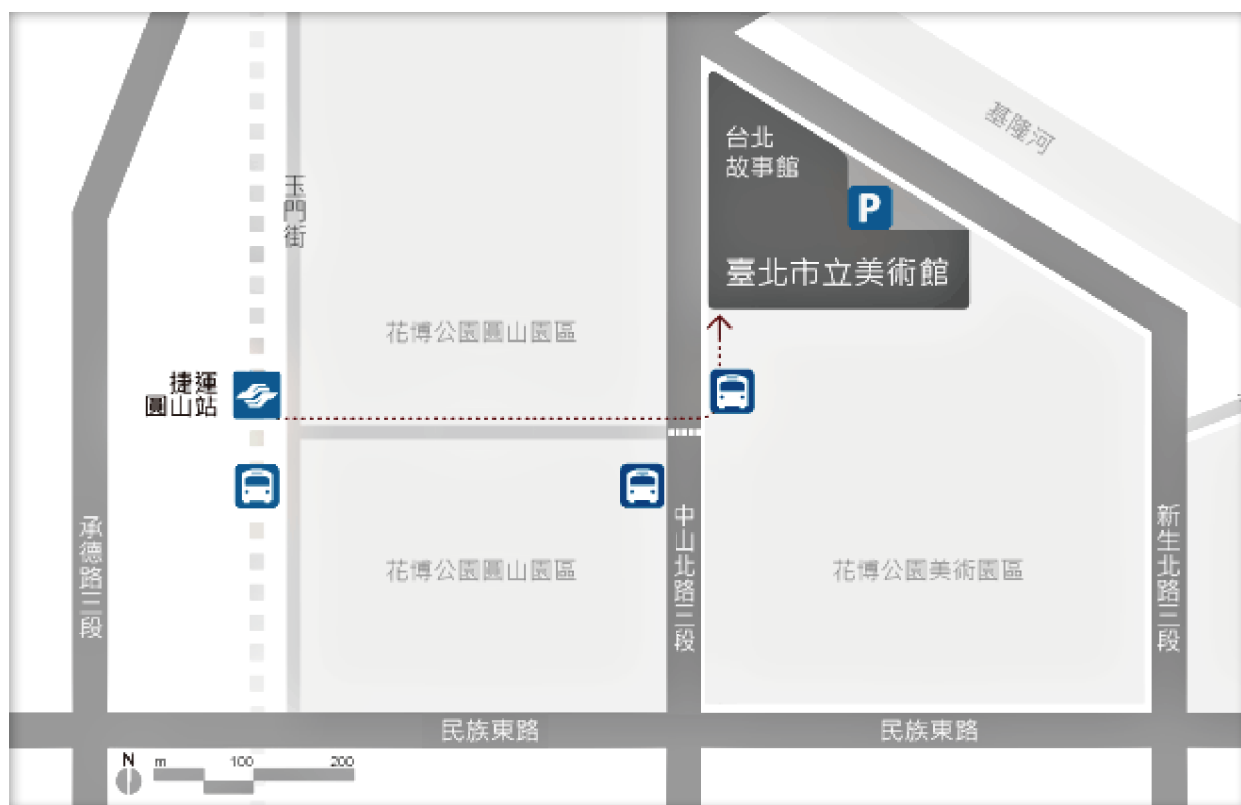 基隆河
台北
故事館
P
臺北市立美術館
玉門街
花博公園圓山園區
捷運
圓山站
承德路三段
中山北路三段
新生北路三段
花博公園圓山園區
花博公園美術園區
民族東路
民族東路
N
m 100 200